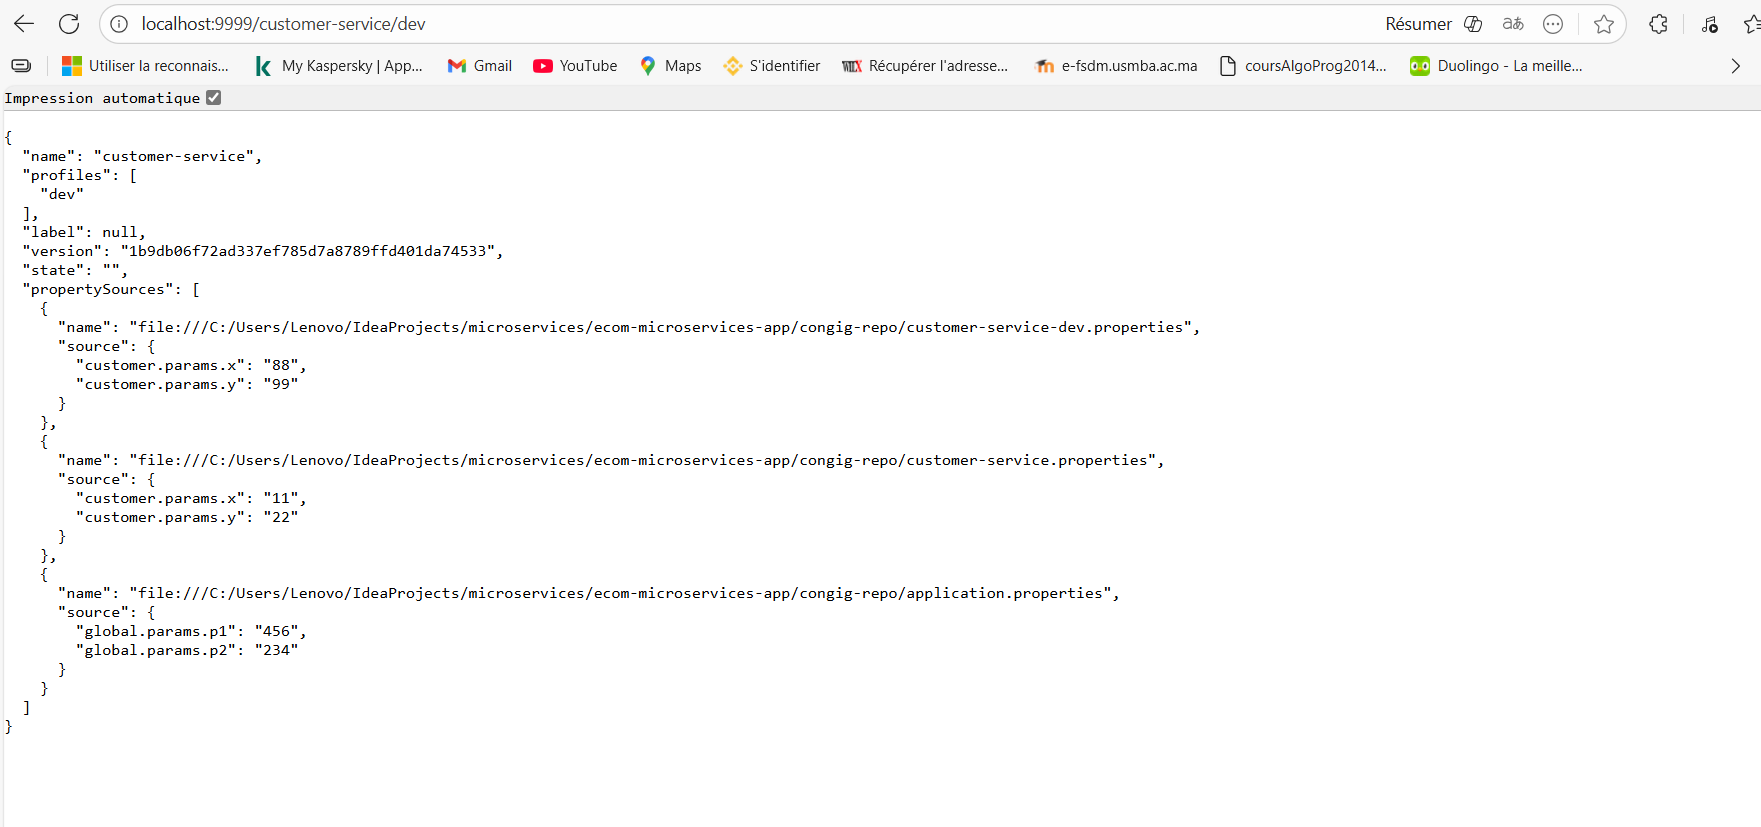 localhost:9999/customer-service/dev Résumer aあ
Utiliser la reconnais... My Kaspersky | App... Gmail YouTube Maps S'identifier Récupérer l'adresse... e-fsdm.usmba.ac.ma coursAlgoProg2014... Duolingo - La meille...
Impression automatique
{
  "name": "customer-service",
  "profiles": [
    "dev"
  ],
  "label": null,
  "version": "1b9db06f72ad337ef785d7a8789ffd401da74533",
  "state": "",
  "propertySources": [
    {
      "name": "file:///C:/Users/Lenovo/IdeaProjects/microservices/ecom-microservices-app/congig-repo/customer-service-dev.properties",
      "source": {
        "customer.params.x": "88",
        "customer.params.y": "99"
      }
    },
    {
      "name": "file:///C:/Users/Lenovo/IdeaProjects/microservices/ecom-microservices-app/congig-repo/customer-service.properties",
      "source": {
        "customer.params.x": "11",
        "customer.params.y": "22"
      }
    },
    {
      "name": "file:///C:/Users/Lenovo/IdeaProjects/microservices/ecom-microservices-app/congig-repo/application.properties",
      "source": {
        "global.params.p1": "456",
        "global.params.p2": "234"
      }
    }
  ]
}